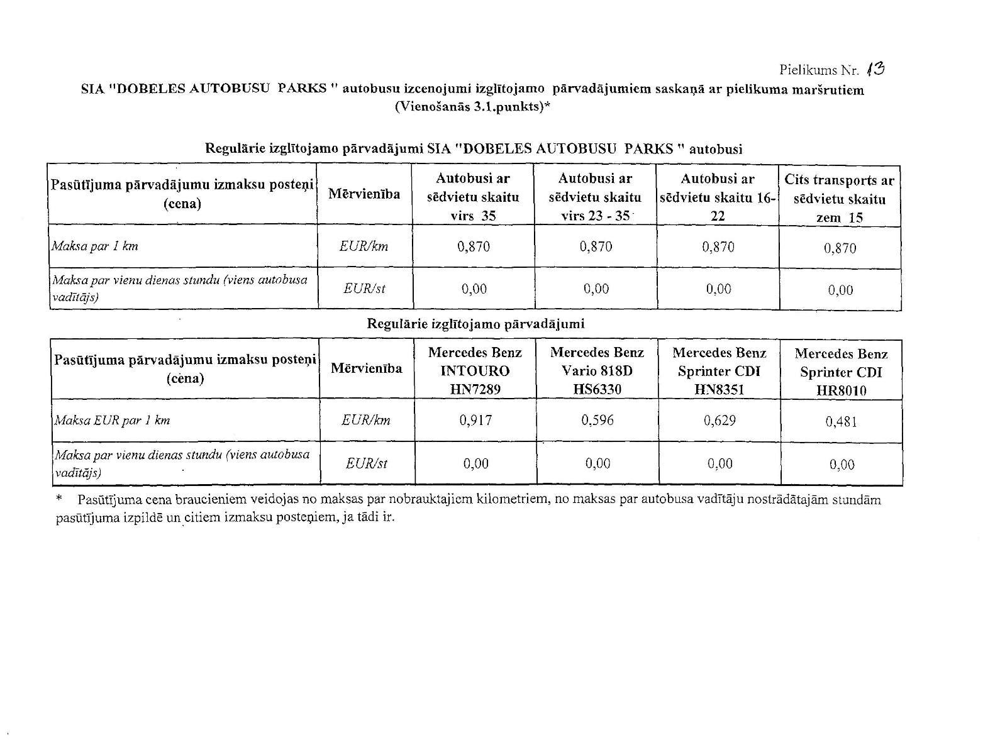 Pielikums Nr. 13
SIA "DOBELES AUTOBUSU PARKS " autobusu izcenojumi izglītojamo pārvadājumiem saskaņā ar pielikuma maršrutiem
(Vienošanās 3.1.punkts)*
Regulārie izglītojamo pārvadājumi SIA "DOBELES AUTOBUSU PARKS " autobusi
Pasūtījuma pārvadājumu izmaksu posteņi (cena) Mērvienība Autobusi ar sēdvietu skaitu virs 35 Autobusi ar sēdvietu skaitu virs 23 - 35 Autobusi ar sēdvietu skaitu 16-22 Cits transports ar sēdvietu skaitu zem 15
Maksa par 1 km EUR/km 0,870 0,870 0,870 0,870
Maksa par vienu dienas stundu (viens autobusa vadītājs) EUR/st 0,00 0,00 0,00 0,00
Regulārie izglītojamo pārvadājumi
Pasūtījuma pārvadājumu izmaksu posteņi (cena) Mērvienība Mercedes Benz INTOURO HN7289 Mercedes Benz Vario 818D HS6330 Mercedes Benz Sprinter CDI HN8351 Mercedes Benz Sprinter CDI HR8010
Maksa EUR par 1 km EUR/km 0,917 0,596 0,629 0,481
Maksa par vienu dienas stundu (viens autobusa vadītājs) EUR/st 0,00 0,00 0,00 0,00
* Pasūtījuma cena braucieniem veidojas no maksas par nobrauktajiem kilometriem, no maksas par autobusa vadītāju nostrādātajām stundām
pasūtījuma izpildē un citiem izmaksu posteņiem, ja tādi ir.